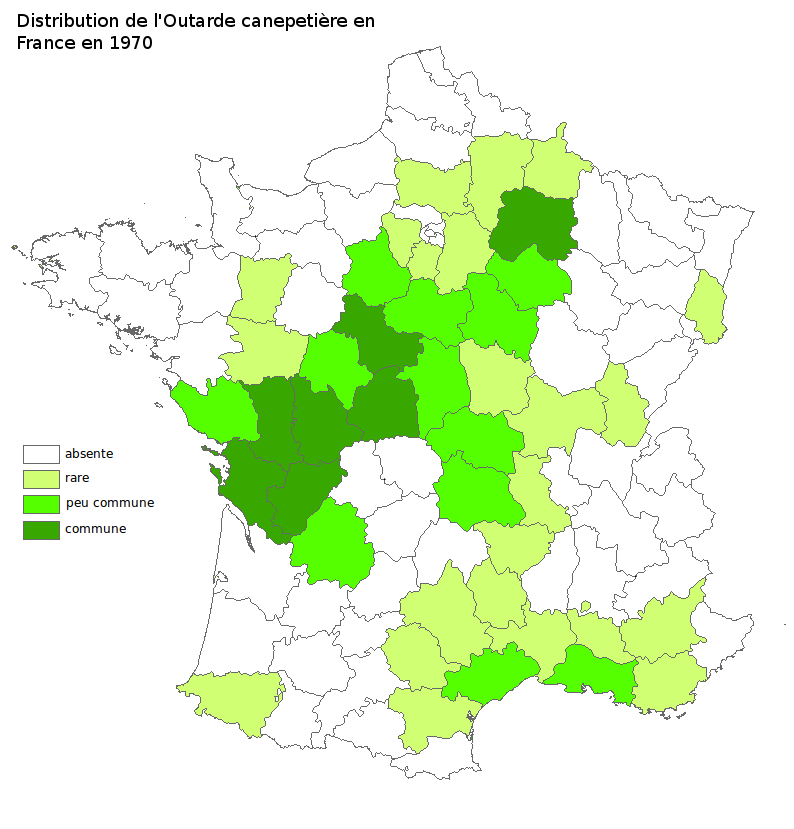 Distribution de l'Outarde canepetière en
France en 1970
absente
rare
peu commune
commune